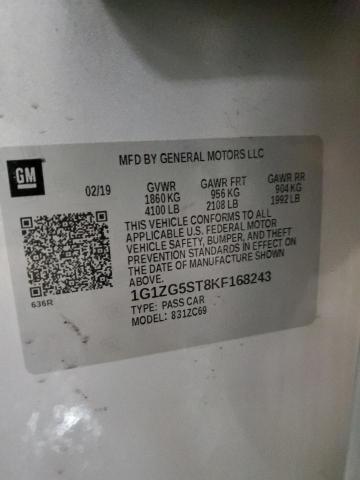 GM
MFD BY GENERAL MOTORS LLC
02/19 GVWR GAWR FRT GAWR RR
1860 KG 956 KG 904 KG
4100 LB 2108 LB 1992 LB
THIS VEHICLE CONFORMS TO ALL
APPLICABLE U.S. FEDERAL MOTOR
VEHICLE SAFETY, BUMPER, AND THEFT
PREVENTION STANDARDS IN EFFECT ON
THE DATE OF MANUFACTURE SHOWN
ABOVE.
1G1ZG5ST8KF168243
TYPE: PASS CAR
MODEL: 831ZC69
636R